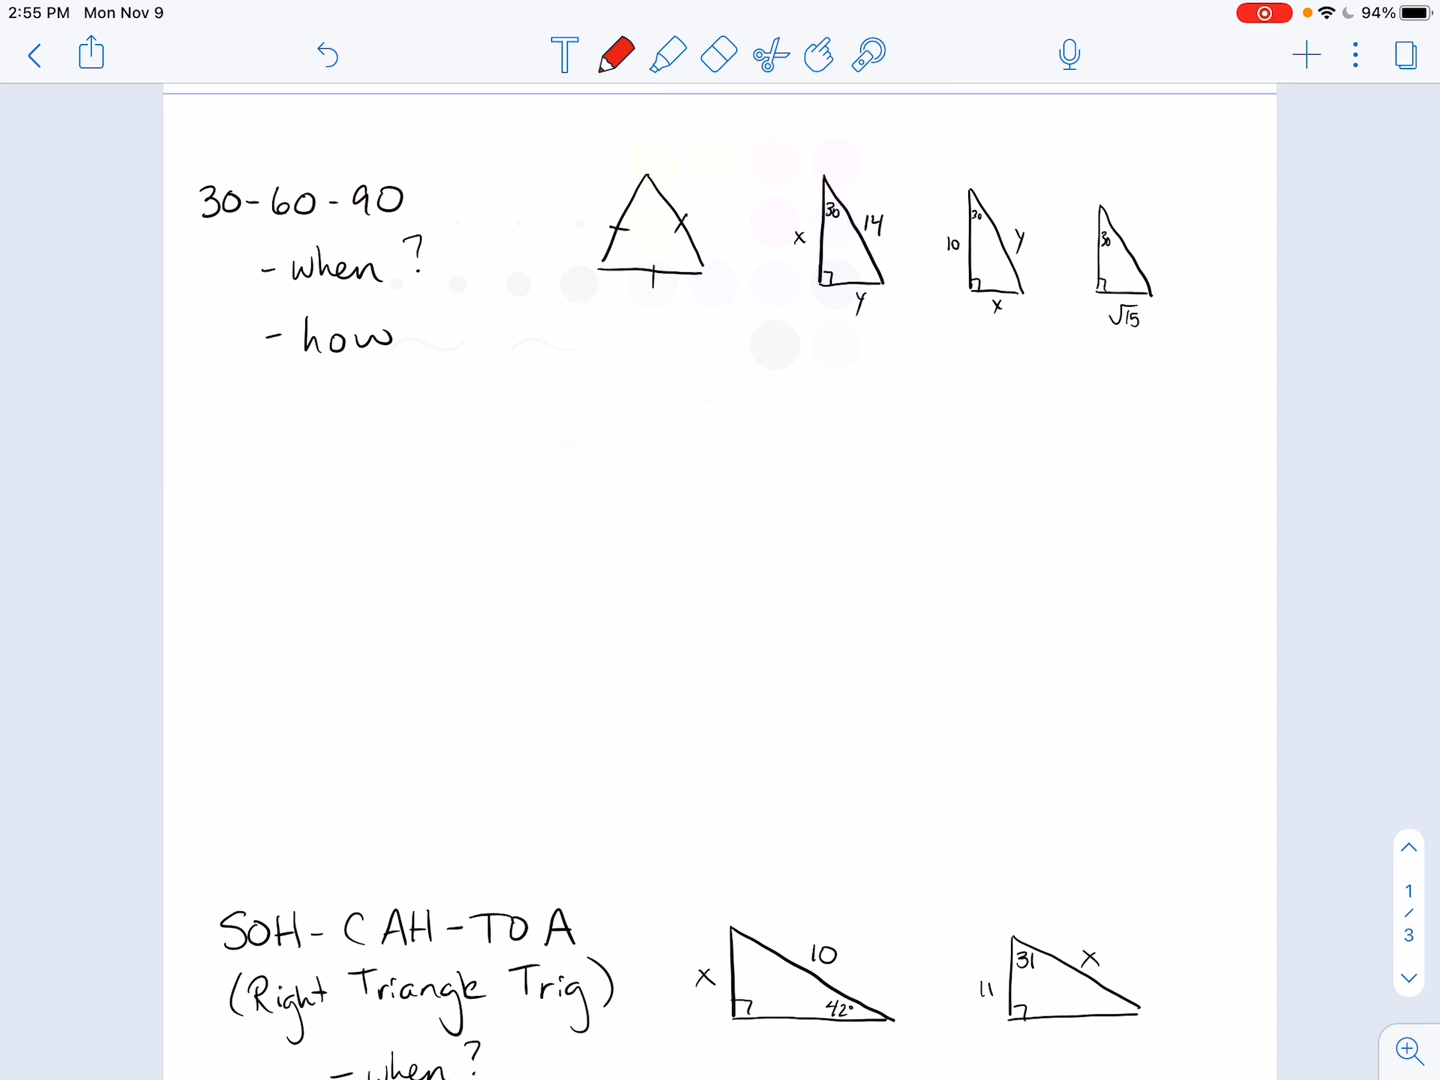 2:55 PM Mon Nov 9
94%
T
30-60-90
- when ?
- how
x 30 14
y
10 30 y
x
30
√15
1
/
3
SOH - CAH - TOA
(Right Triangle Trig)
- when ?
x 10
42°
11 31 x